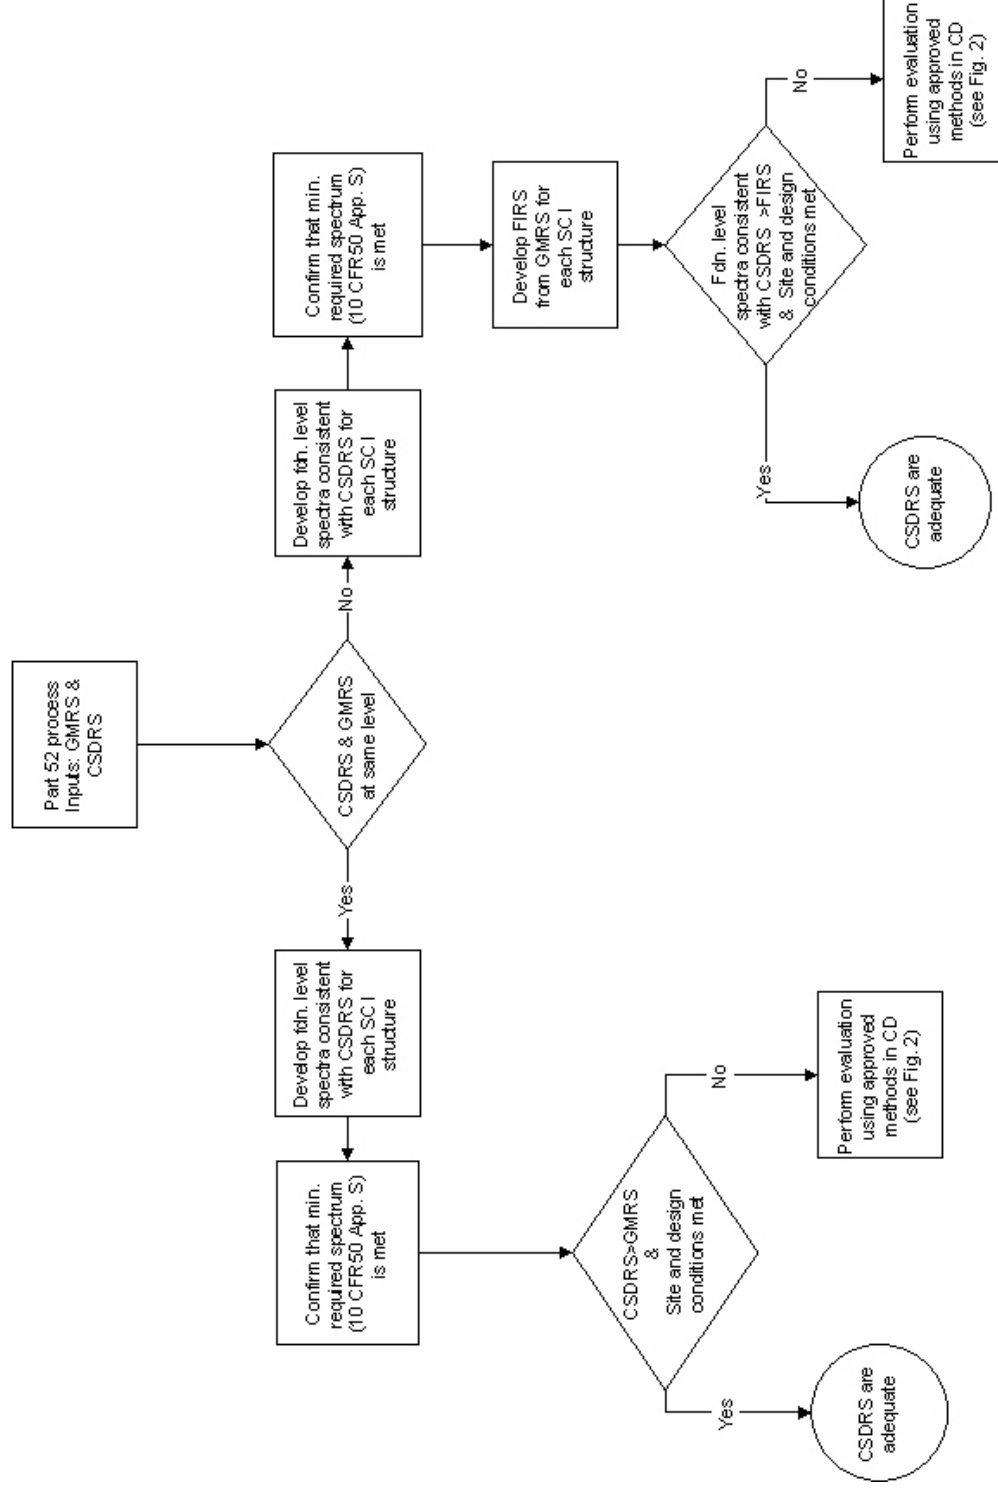 Part 52 process
Inputs: GMRS &
CSDRS
CSDRS & GMRS
at same level
Yes
No
Develop fdn. level
spectra consistent
with CSDRS for
each SC I
structure
Confirm that min.
required spectrum
(10 CFR50 App. S)
is met
CSDRS>GMRS
&
Site and design
conditions met
Yes
No
CSDRS are
adequate
Perform evaluation
using approved
methods in CD
(see Fig. 2)
Develop fdn. level
spectra consistent
with CSDRS for
each SC I
structure
Confirm that min.
required spectrum
(10 CFR50 App. S)
is met
Develop FIRS
from GMRS for
each SC I
structure
Fdn. level
spectra consistent
with CSDRS >FIRS
& Site and design
conditions met
Yes
No
CSDRS are
adequate
Perform evaluation
using approved
methods in CD
(see Fig. 2)